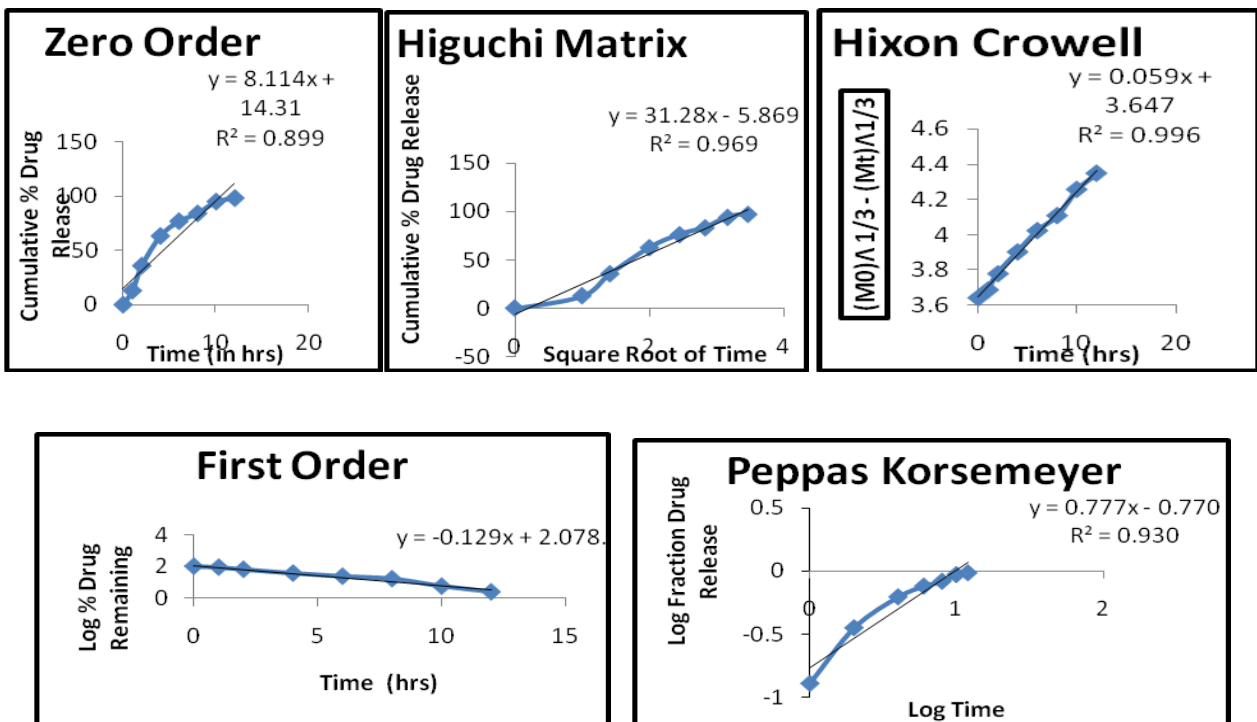 Zero Order
y = 8.114x +
14.31
R² = 0.899
Cumulative % Drug
Rlease
150
100
50
0
0
10
20
Time (in hrs)
Higuchi Matrix
y = 31.28x - 5.869
R² = 0.969
Cumulative % Drug Release
150
100
50
0
-50
0
2
4
Square Root of Time
Hixon Crowell
y = 0.059x +
3.647
R² = 0.996
(M0)Λ 1/3 - (Mt)Λ1/3
4.6
4.4
4.2
4
3.8
3.6
0
10
20
Time (hrs)
First Order
y = -0.129x + 2.078.
Log % Drug
Remaining
4
2
0
0
5
10
15
Time (hrs)
Peppas Korsemeyer
y = 0.777x - 0.770
R² = 0.930
Log Fraction Drug
Release
0.5
0
-0.5
-1
0
1
2
Log Time